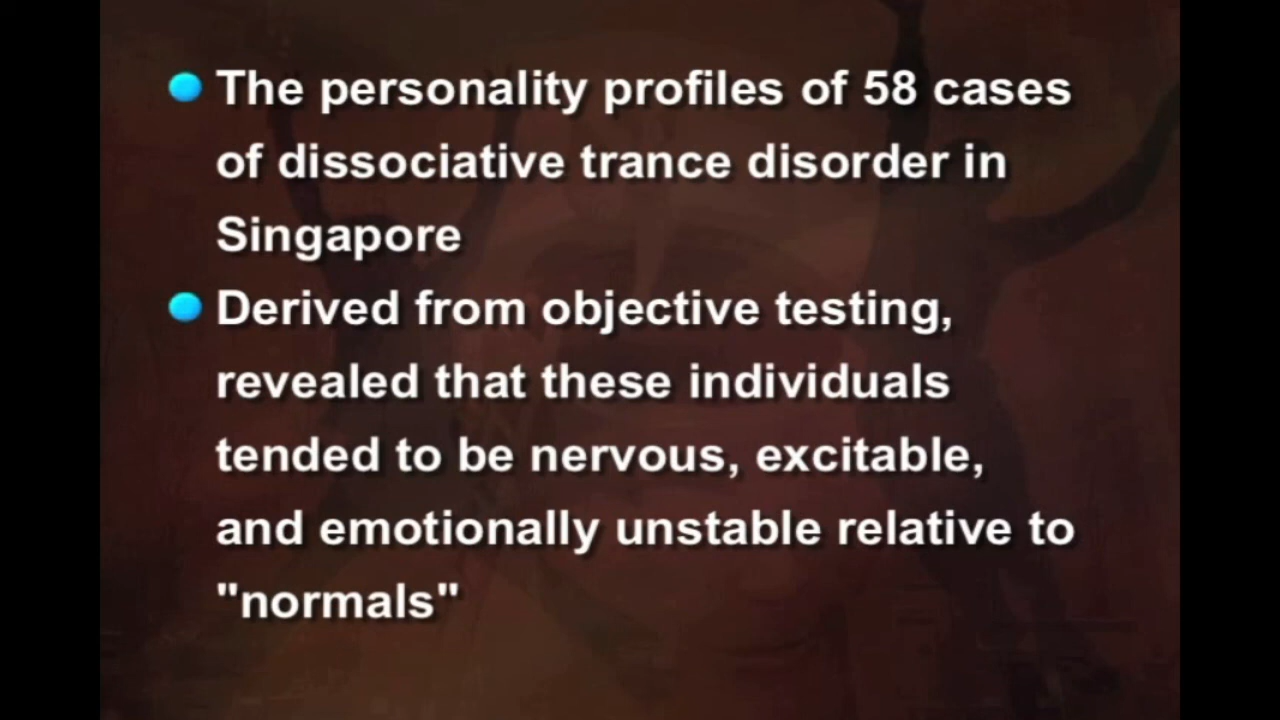 The personality profiles of 58 cases
of dissociative trance disorder in
Singapore
Derived from objective testing,
revealed that these individuals
tended to be nervous, excitable,
and emotionally unstable relative to
"normals"